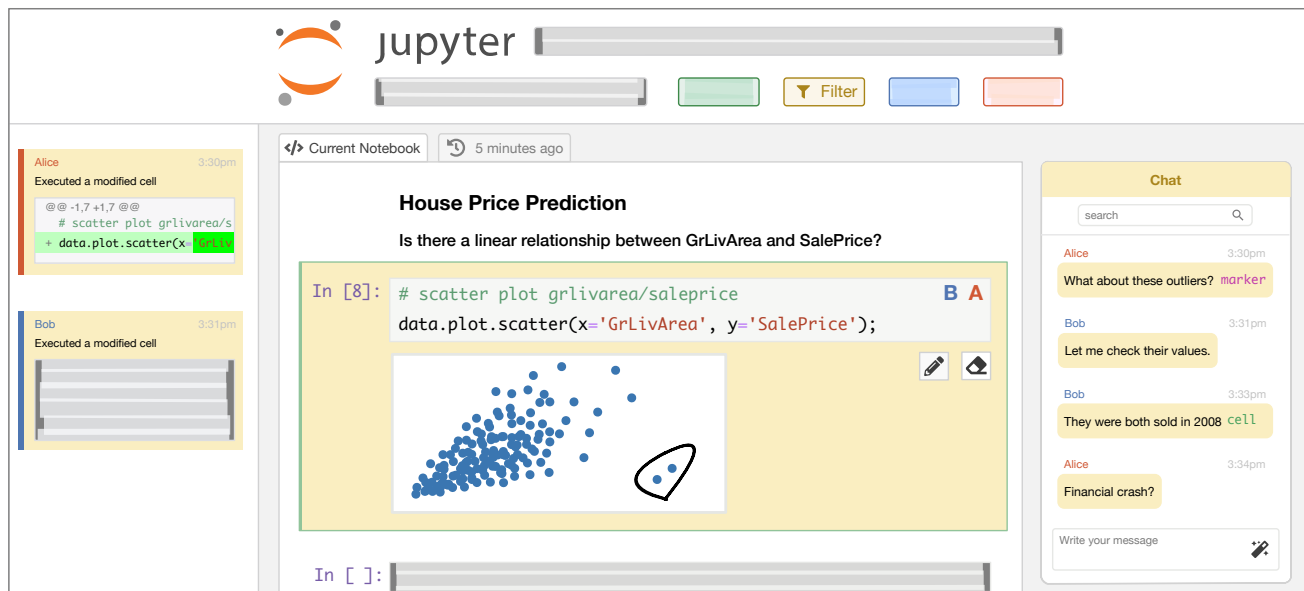 jupyter
Filter
Alice 3:30pm
Executed a modified cell
@@ -1,7 +1,7 @@
# scatter plot grlivarea/s
+ data.plot.scatter(x='GrLiv
Bob 3:31pm
Executed a modified cell
</> Current Notebook
5 minutes ago
House Price Prediction
Is there a linear relationship between GrLivArea and SalePrice?
In [8]:
# scatter plot grlivarea/saleprice
B A
data.plot.scatter(x='GrLivArea', y='SalePrice');
In [ ]:
Chat
search
Alice 3:30pm
What about these outliers? marker
Bob 3:31pm
Let me check their values.
Bob 3:33pm
They were both sold in 2008 cell
Alice 3:34pm
Financial crash?
Write your message